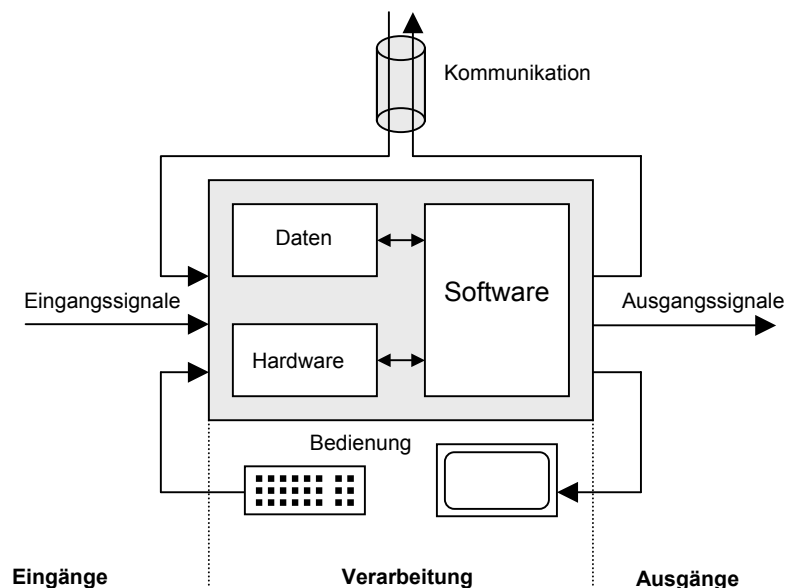 Kommunikation
Daten
Software
Eingangssignale
Ausgangssignale
Hardware
Bedienung
Eingänge
Verarbeitung
Ausgänge